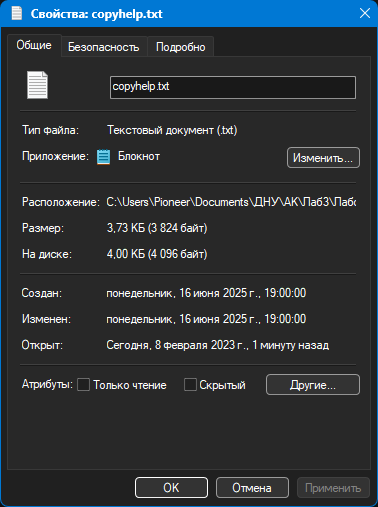 Свойства: copyhelp.txt
Общие Безопасность Подробно
copyhelp.txt
Тип файла: Текстовый документ (.txt)
Приложение: Блокнот Изменить...
Расположение: C:\Users\Pioneer\Documents\ДНУ\АК\Лаб3\Лабо
Размер: 3,73 КБ (3 824 байт)
На диске: 4,00 КБ (4 096 байт)
Создан: понедельник, 16 июня 2025 г., 19:00:00
Изменен: понедельник, 16 июня 2025 г., 19:00:00
Открыт: Сегодня, 8 февраля 2023 г., 1 минуту назад
Атрибуты: Только чтение Скрытый Другие...
OK Отмена Применить